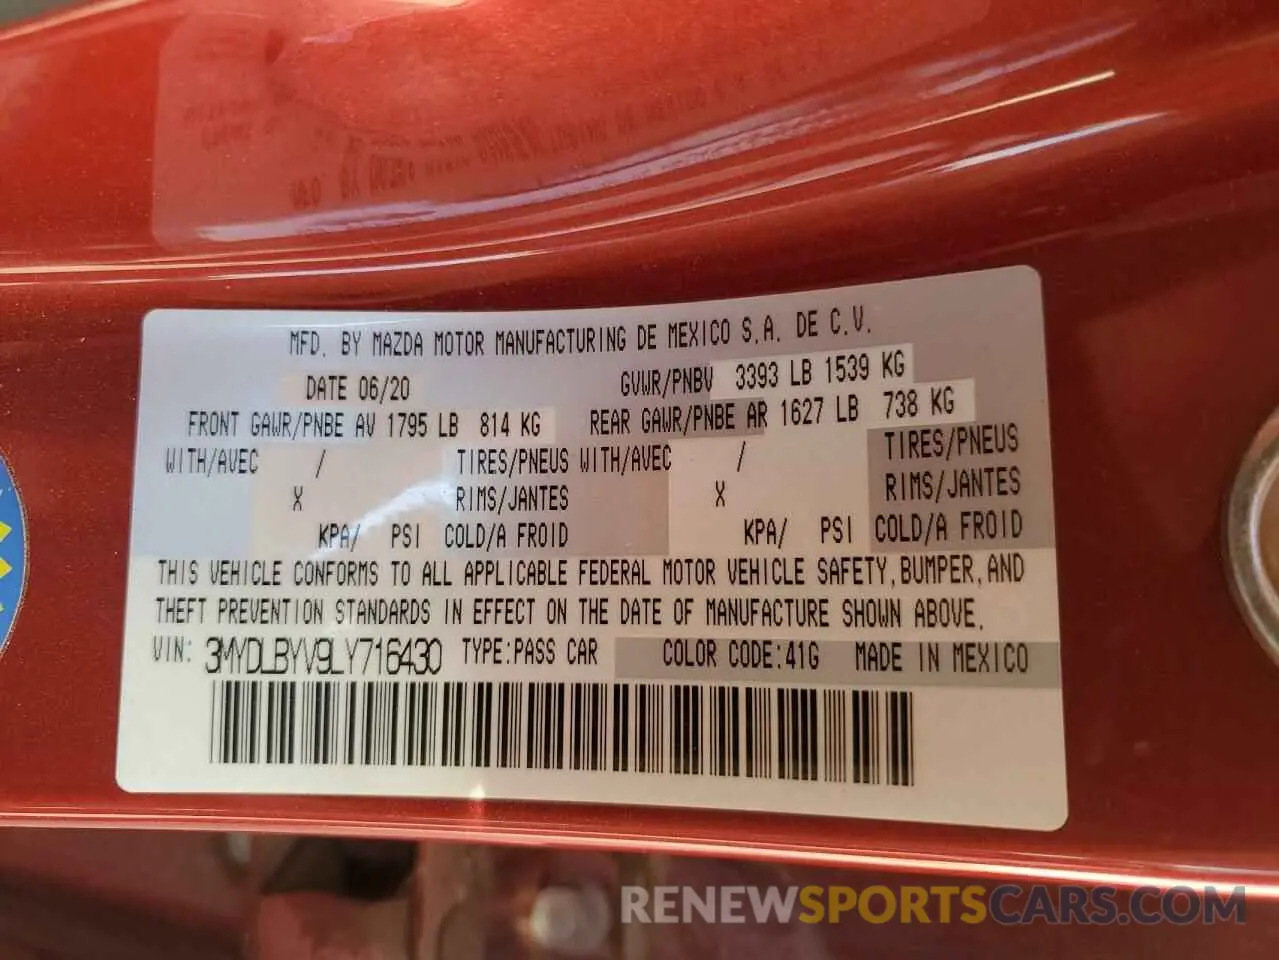 MFD. BY MAZDA MOTOR MANUFACTURING DE MEXICO S.A. DE C.V.
DATE 06/20 GVWR/PNBV 3393 LB 1539 KG
FRONT GAWR/PNBE AV 1795 LB 814 KG REAR GAWR/PNBE AR 1627 LB 738 KG
WITH/AVEC / TIRES/PNEUS WITH/AVEC / TIRES/PNEUS
X RIMS/JANTES X RIMS/JANTES
KPA/ PSI COLD/A FROID KPA/ PSI COLD/A FROID
THIS VEHICLE CONFORMS TO ALL APPLICABLE FEDERAL MOTOR VEHICLE SAFETY, BUMPER, AND
THEFT PREVENTION STANDARDS IN EFFECT ON THE DATE OF MANUFACTURE SHOWN ABOVE.
VIN: 3MYDLBYV9LY716430 TYPE:PASS CAR COLOR CODE:41G MADE IN MEXICO
RENEWSPORTSCARS.COM